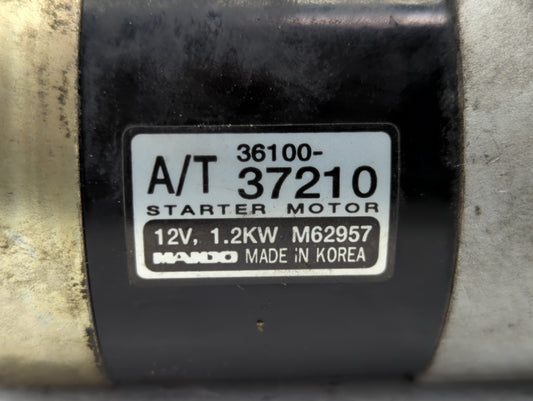 A/T 36100-
37210
STARTER MOTOR
12V, 1.2KW M62957
MANDO MADE IN KOREA